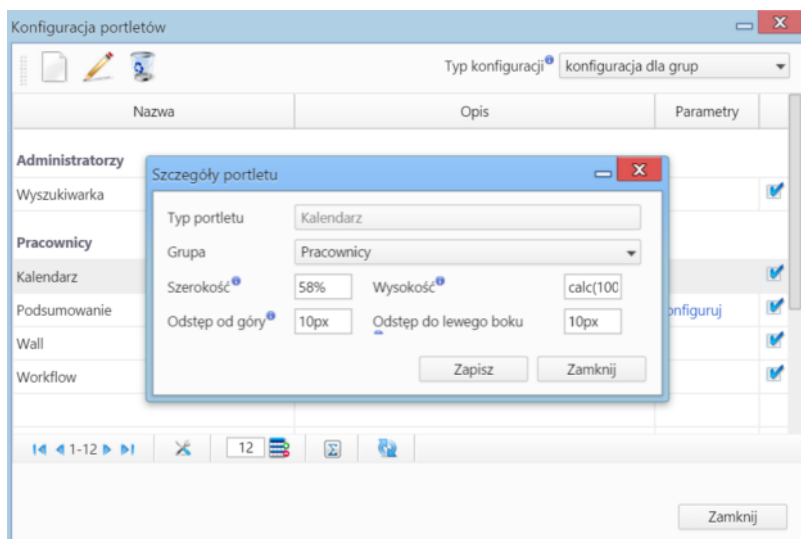 Konfiguracja portletów
Typ konfiguracji konfiguracja dla grup
Nazwa Opis Parametry
Administratorzy
Szczegóły portletu
Wyszukiwarka
Typ portletu Kalendarz
Pracownicy
Grupa Pracownicy
Kalendarz
Szerokość 58% Wysokość calc(100
Podsumowanie
Odstęp od góry 10px Odstęp do lewego boku 10px
onfiguruj
Wall
Workflow
Zapisz Zamknij
1-12 12
Zamknij